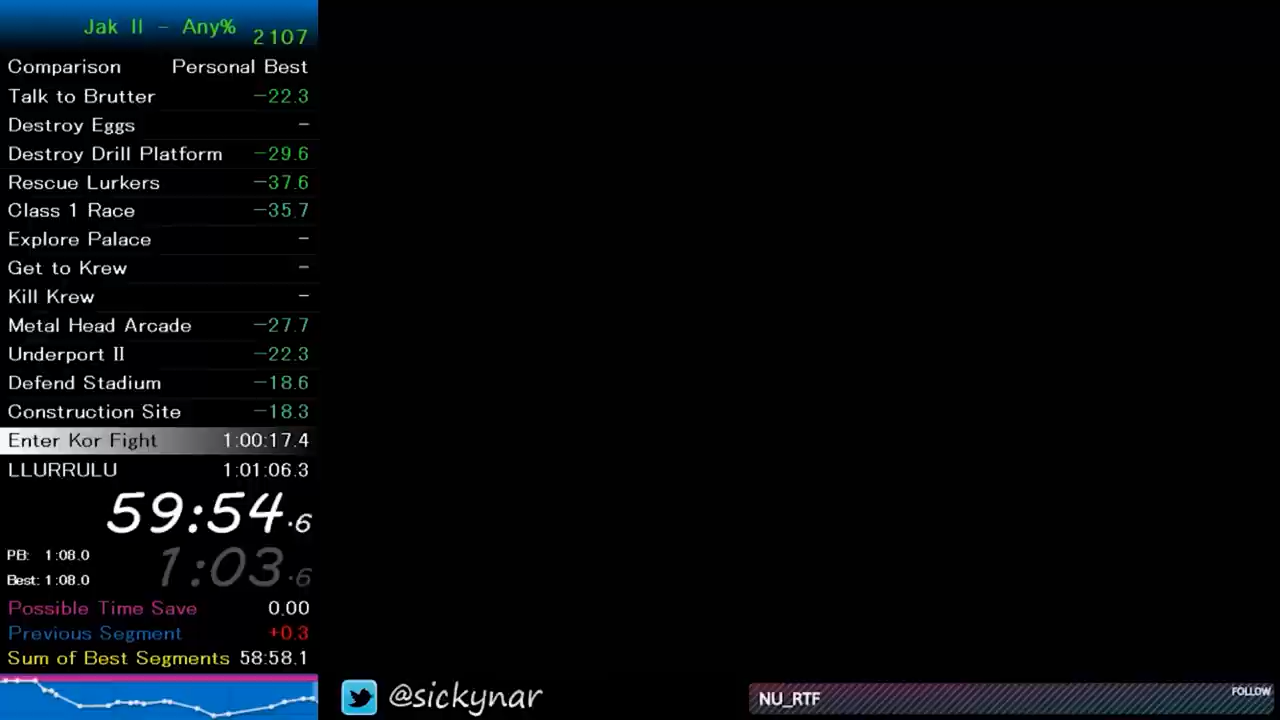 Jak II - Any% 2107
Comparison Personal Best
Talk to Brutter -22.3
Destroy Eggs -
Destroy Drill Platform -29.6
Rescue Lurkers -37.6
Class 1 Race -35.7
Explore Palace -
Get to Krew -
Kill Krew -
Metal Head Arcade -27.7
Underport II -22.3
Defend Stadium -18.6
Construction Site -18.3
Enter Kor Fight 1:00:17.4
LLURRULU 1:01:06.3
59:54.6
PB: 1:08.0
1:03.6
Best: 1:08.0
Possible Time Save 0.00
Previous Segment +0.3
Sum of Best Segments 58:58.1
@sickynar
NU_RTF
FOLLOW